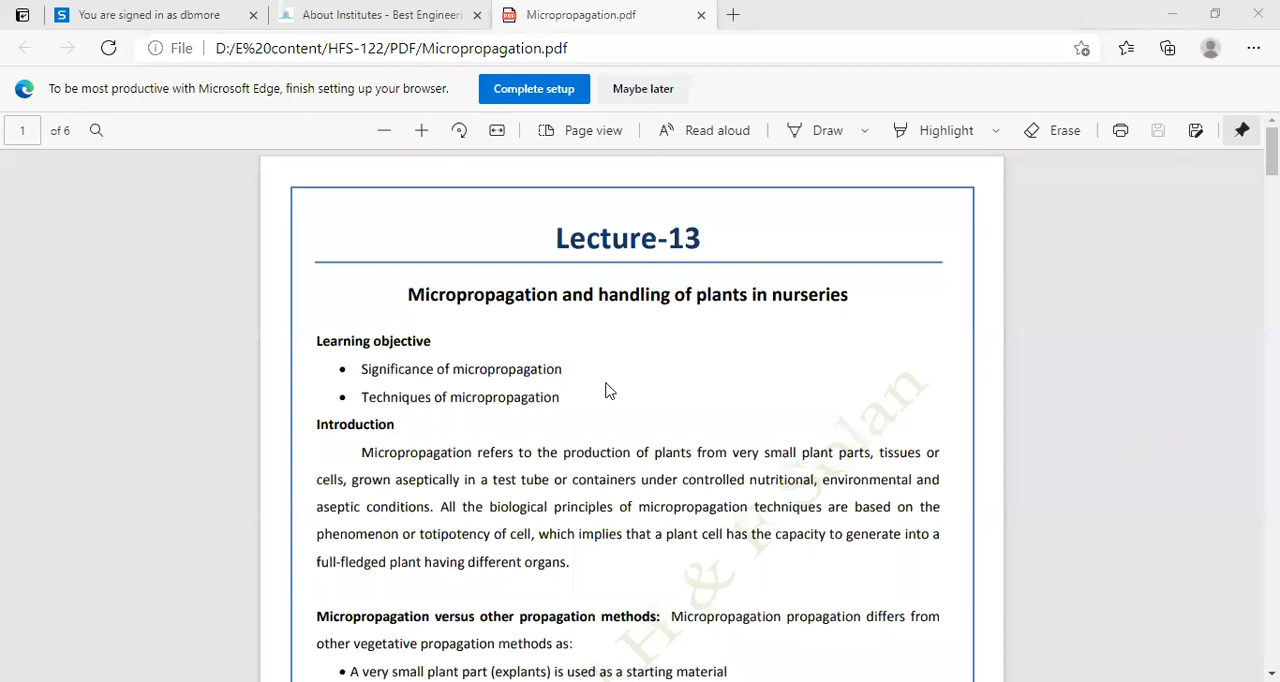 You are signed in as dbmore
About Institutes - Best Engineeri
Micropropagation.pdf
File
D:/E%20content/HFS-122/PDF/Micropropagation.pdf
To be most productive with Microsoft Edge, finish setting up your browser.
Complete setup
Maybe later
1 of 6
Page view
Read aloud
Draw
Highlight
Erase
Lecture-13
Micropropagation and handling of plants in nurseries
Learning objective
• Significance of micropropagation
• Techniques of micropropagation
Introduction
Micropropagation refers to the production of plants from very small plant parts, tissues or
cells, grown aseptically in a test tube or containers under controlled nutritional, environmental and
aseptic conditions. All the biological principles of micropropagation techniques are based on the
phenomenon or totipotency of cell, which implies that a plant cell has the capacity to generate into a
full-fledged plant having different organs.
Micropropagation versus other propagation methods: Micropropagation propagation differs from
other vegetative propagation methods as:
• A very small plant part (explants) is used as a starting material
H & F Solan